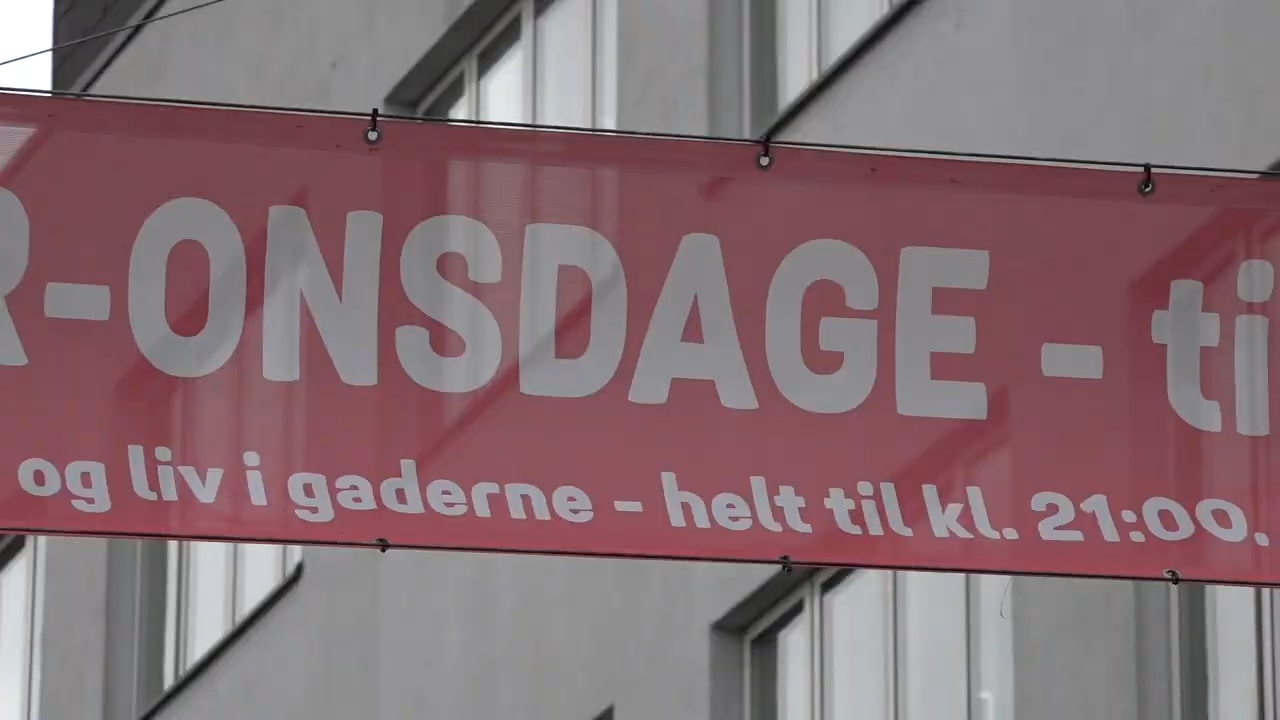 R-ONSDAGE - ti
og liv i gaderne - helt til kl. 21:00.